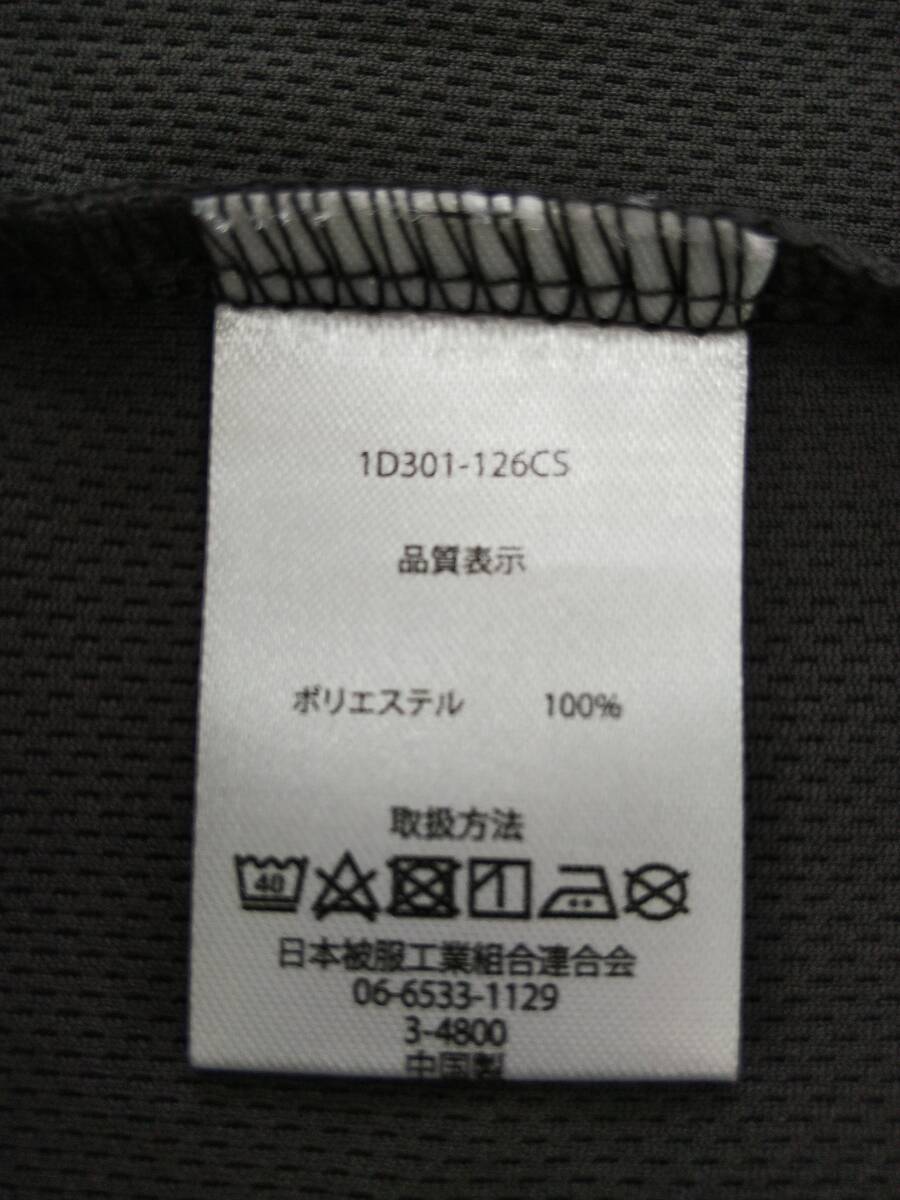 1D301-126CS
品質表示
ポリエステル 100%
取扱方法
40
日本被服工業組合連合会
06-6533-1129
3-4800
中国製